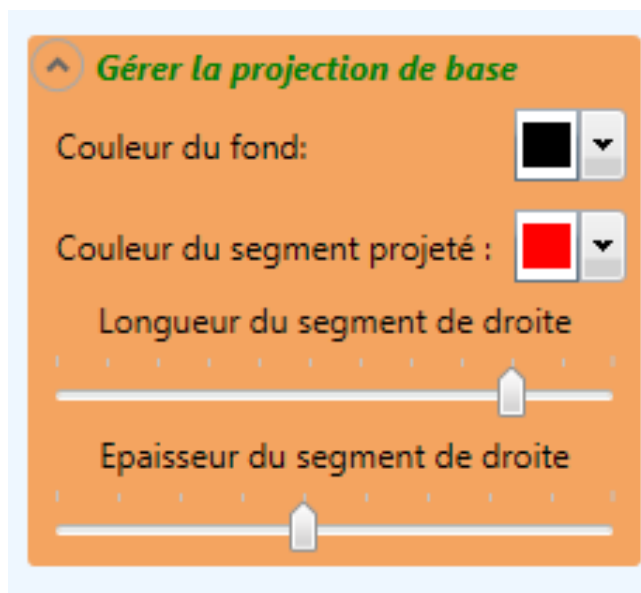 Gérer la projection de base
Couleur du fond:
Couleur du segment projeté :
Longueur du segment de droite
Epaisseur du segment de droite